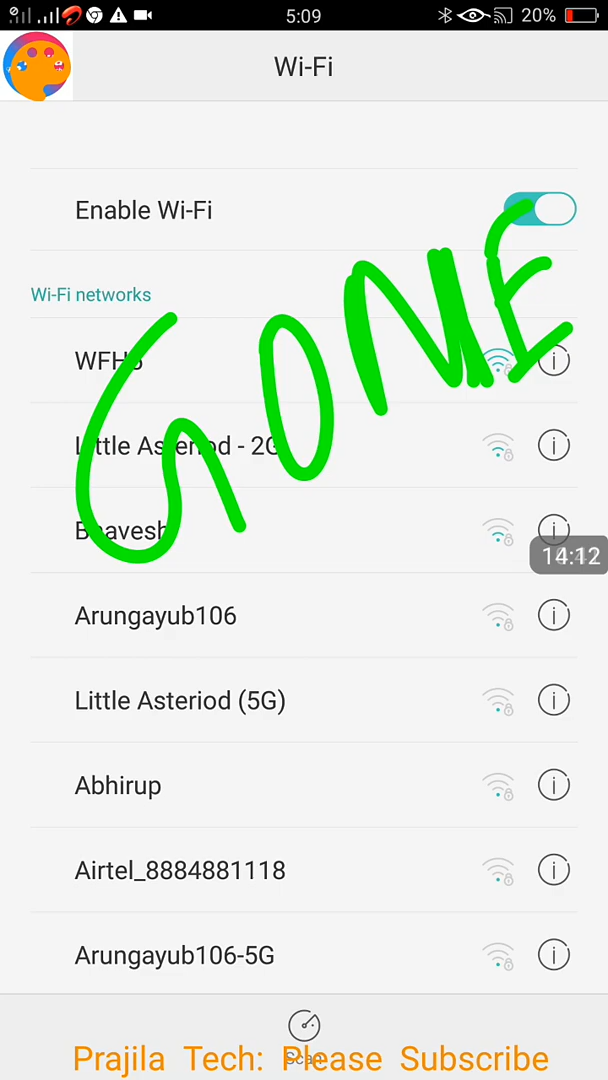 5:09
20%
Wi-Fi
Enable Wi-Fi
Wi-Fi networks
GONE
Little Asteriod - 2G
Bhavesh
14:12
Arungayub106
Little Asteriod (5G)
Abhirup
Airtel_8884881118
Arungayub106-5G
Scan
Prajila Tech: Please Subscribe